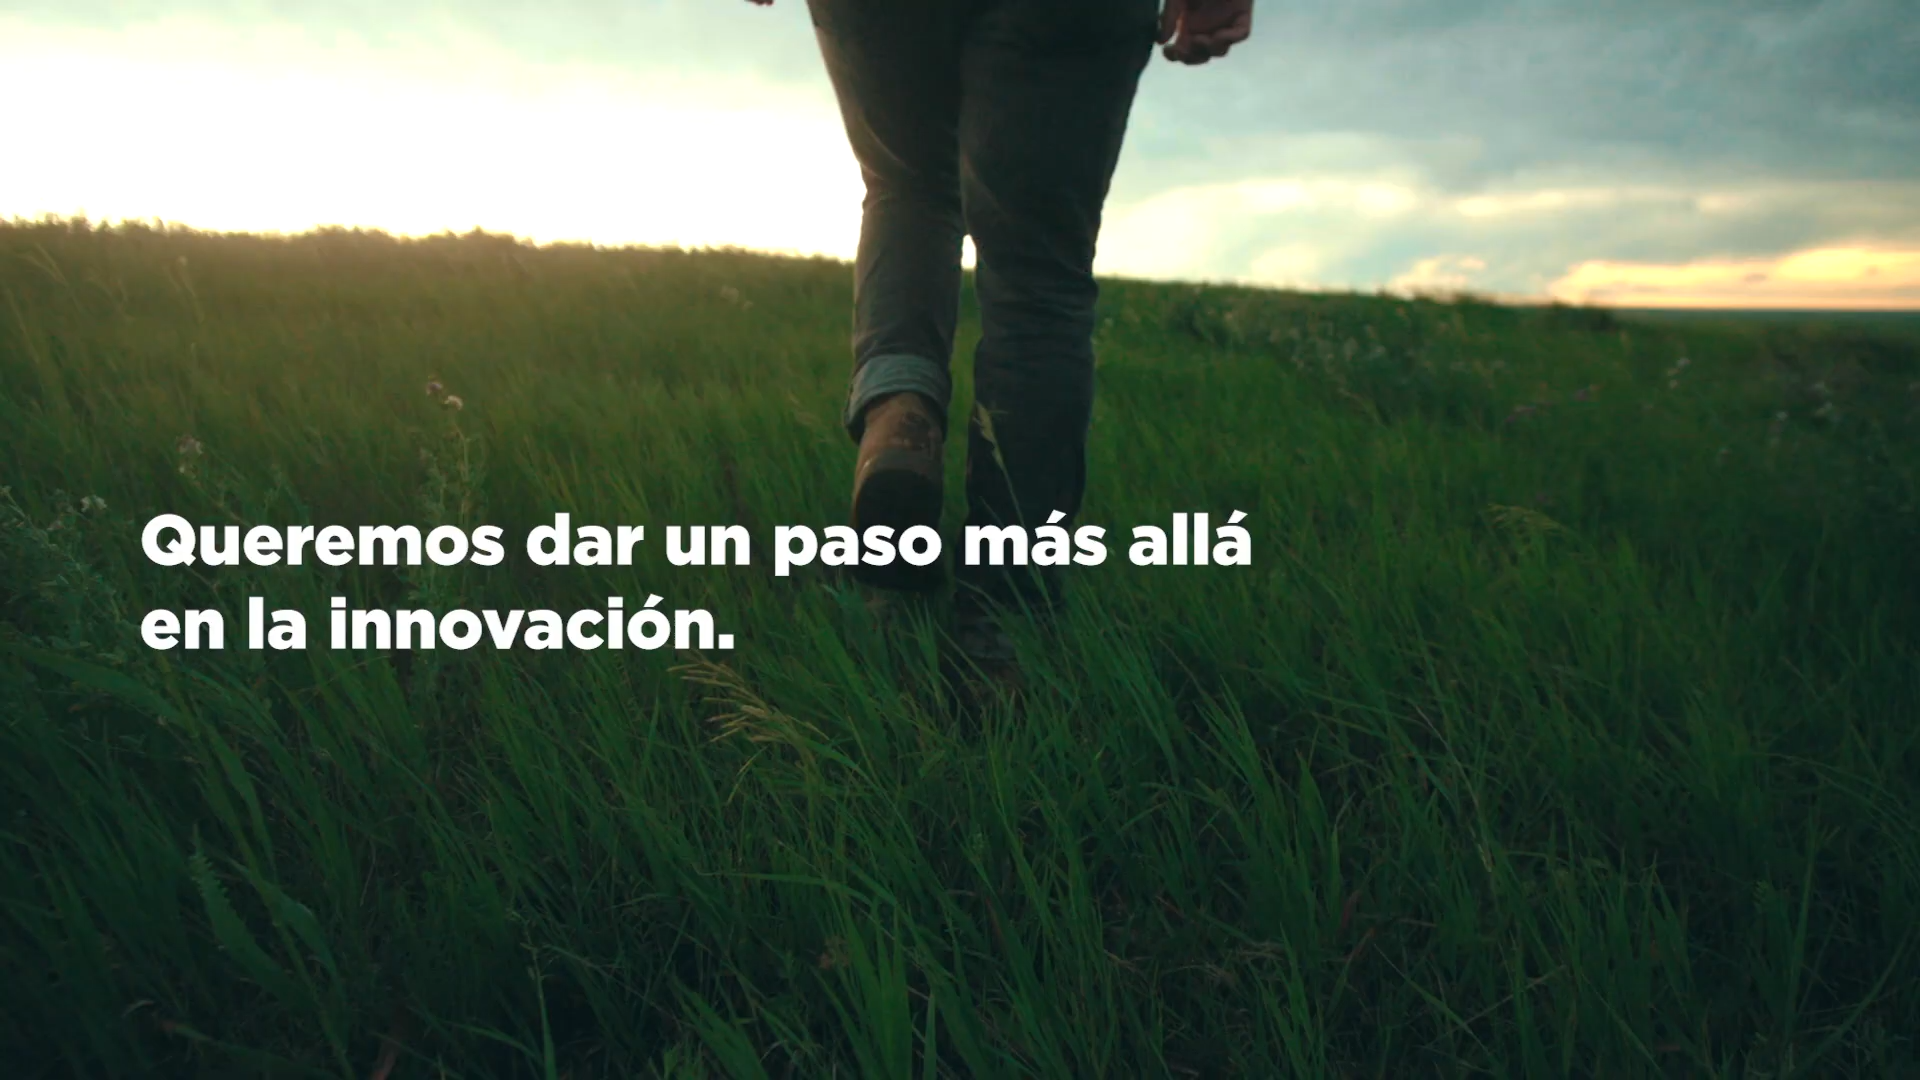 Queremos dar un paso más allá
en la innovación.